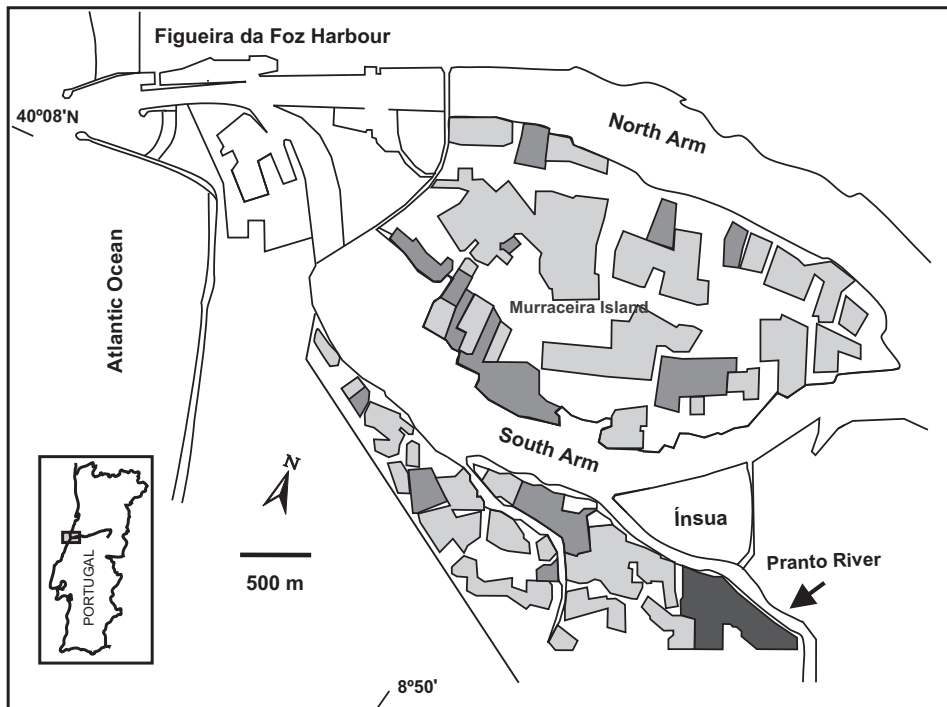 Figueira da Foz Harbour
40º08'N
North Arm
Atlantic Ocean
Murraceira Island
South Arm
N
Ínsua
500 m
PORTUGAL
Pranto River
8º50'